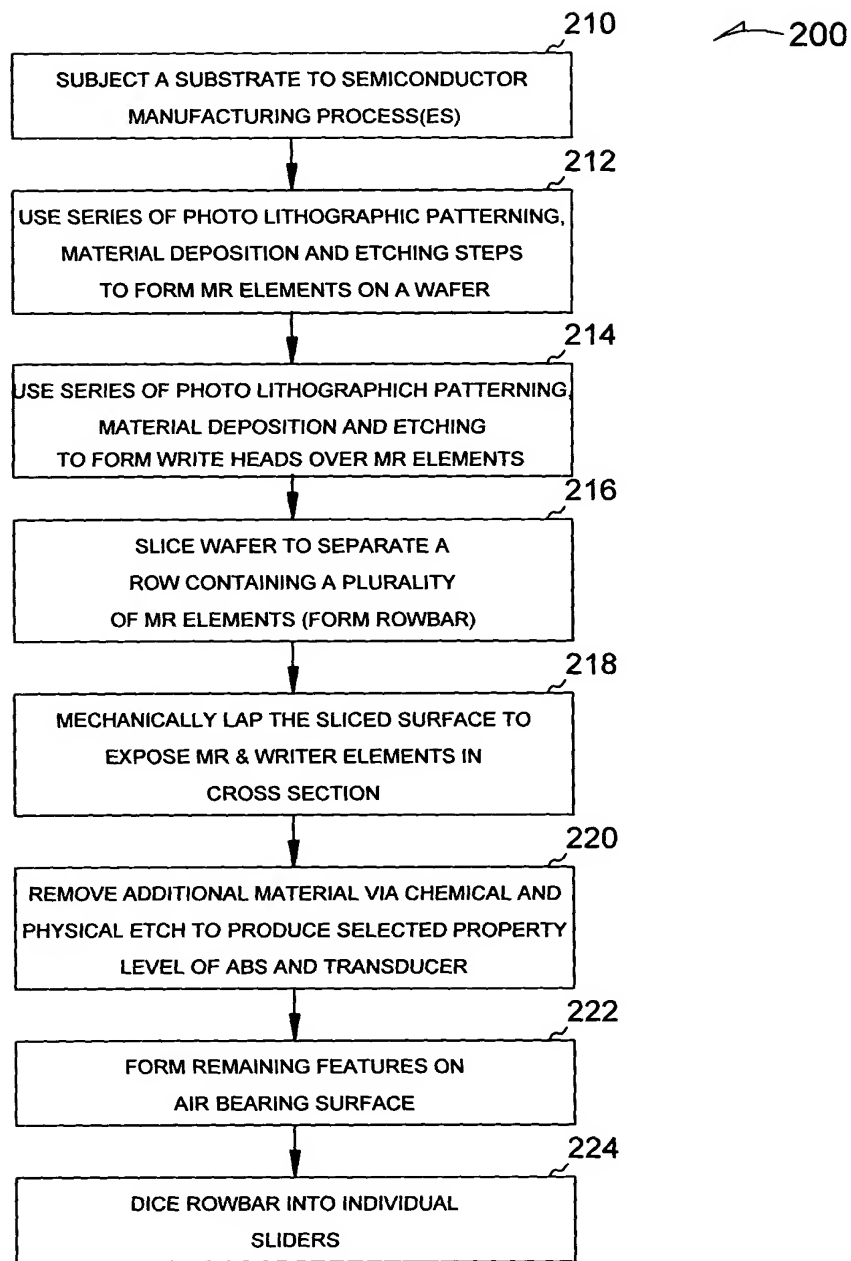 200
210
SUBJECT A SUBSTRATE TO SEMICONDUCTOR
MANUFACTURING PROCESS(ES)
212
USE SERIES OF PHOTO LITHOGRAPHIC PATTERNING,
MATERIAL DEPOSITION AND ETCHING STEPS
TO FORM MR ELEMENTS ON A WAFER
214
USE SERIES OF PHOTO LITHOGRAPHICH PATTERNING,
MATERIAL DEPOSITION AND ETCHING
TO FORM WRITE HEADS OVER MR ELEMENTS
216
SLICE WAFER TO SEPARATE A
ROW CONTAINING A PLURALITY
OF MR ELEMENTS (FORM ROWBAR)
218
MECHANICALLY LAP THE SLICED SURFACE TO
EXPOSE MR & WRITER ELEMENTS IN
CROSS SECTION
220
REMOVE ADDITIONAL MATERIAL VIA CHEMICAL AND
PHYSICAL ETCH TO PRODUCE SELECTED PROPERTY
LEVEL OF ABS AND TRANSDUCER
222
FORM REMAINING FEATURES ON
AIR BEARING SURFACE
224
DICE ROWBAR INTO INDIVIDUAL
SLIDERS